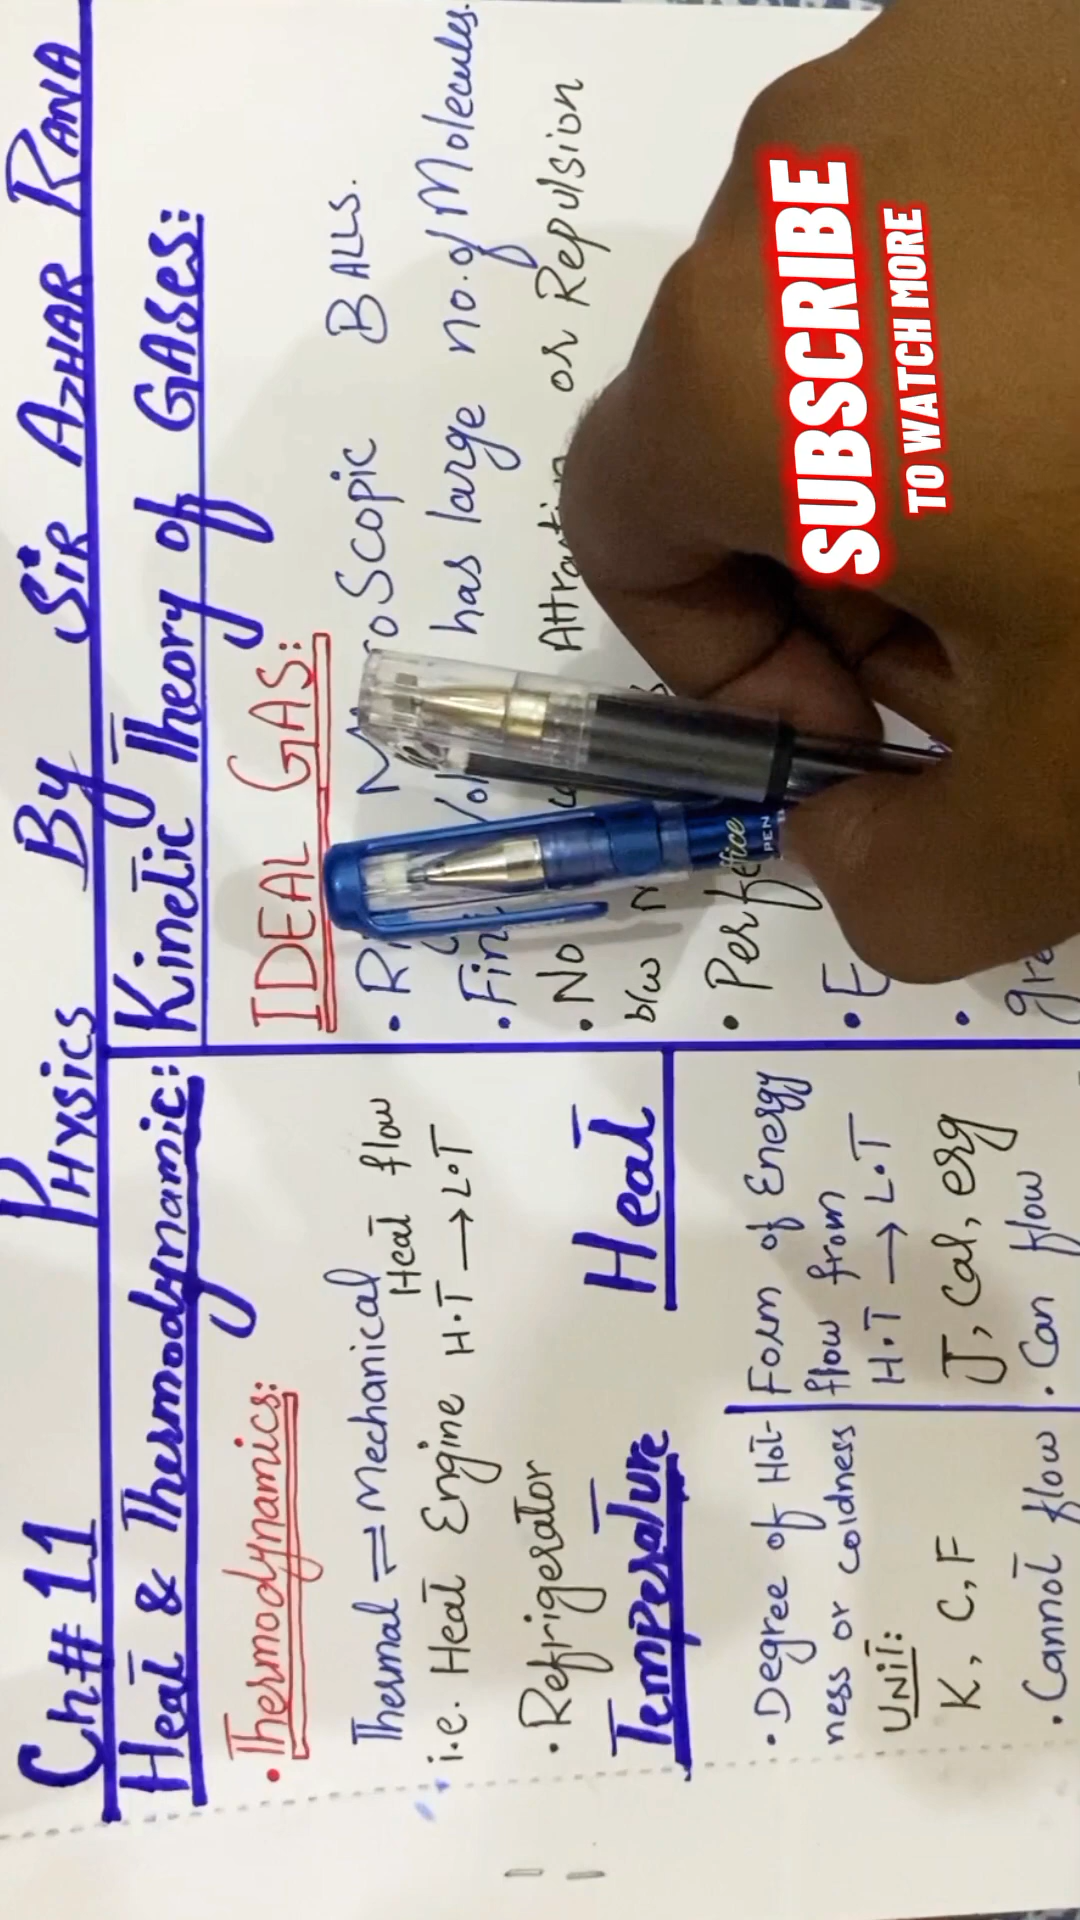 Ch# 11 PHYSICS By SIR AZHAR RANA
Heat & Thermodynamic:
• Thermodynamics:
Thermal ⇌ Mechanical
Heat flow
i.e. Heat Engine H.T → L.T
• Refrigerator
Temperature Heat
• Degree of Hot-
ness or coldness
UNIT:
K, C, F
• Cannot flow
Form of Energy
flow from
H.T → L.T
J, Cal, erg
• Can flow
Kinetic Theory of GASes:
IDEAL GAS:
• BALLS.
• has large no. of Molecules.
• No or Repulsion
b/w
•
•
•
SUBSCRIBE
TO WATCH MORE
PEN